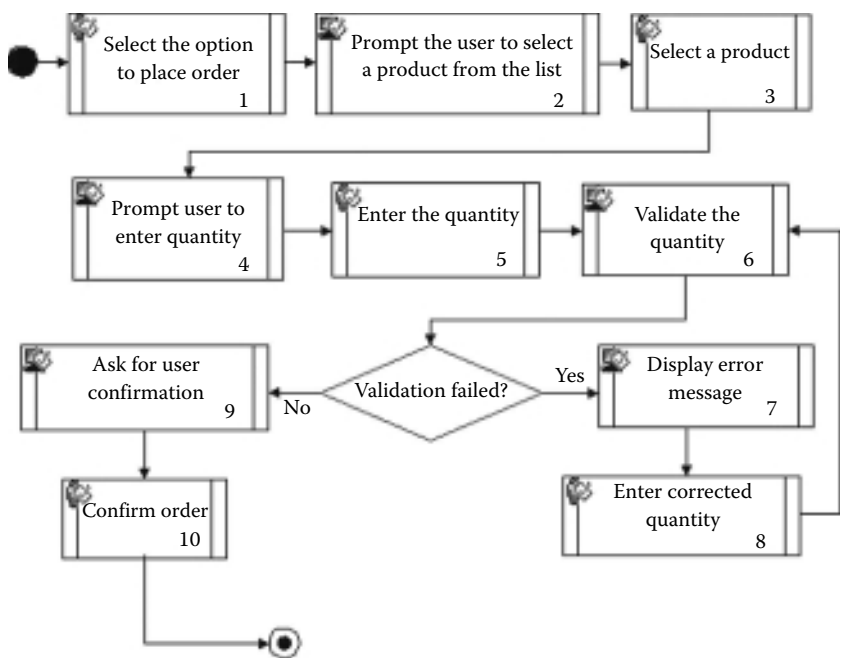 Select the option
to place order
1
Prompt the user to select
a product from the list
2
Select a product
3
Prompt user to
enter quantity
4
Enter the quantity
5
Validate the
quantity
6
Validation failed?
Yes
No
Display error
message
7
Enter corrected
quantity
8
Ask for user
confirmation
9
Confirm order
10